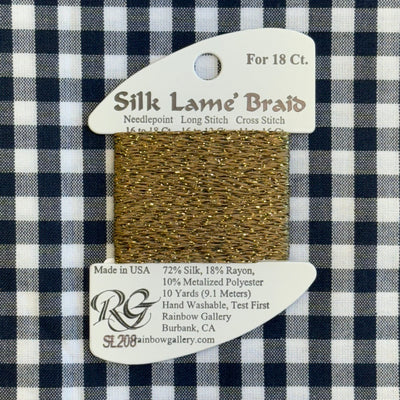 For 18 Ct.
Silk Lamé Braid
Needlepoint Long Stitch Cross Stitch
Made in USA
72% Silk, 18% Rayon,
10% Metalized Polyester
10 Yards (9.1 Meters)
Hand Washable, Test First
Rainbow Gallery
Burbank, CA
RG
SL208
rainbowgallery.com